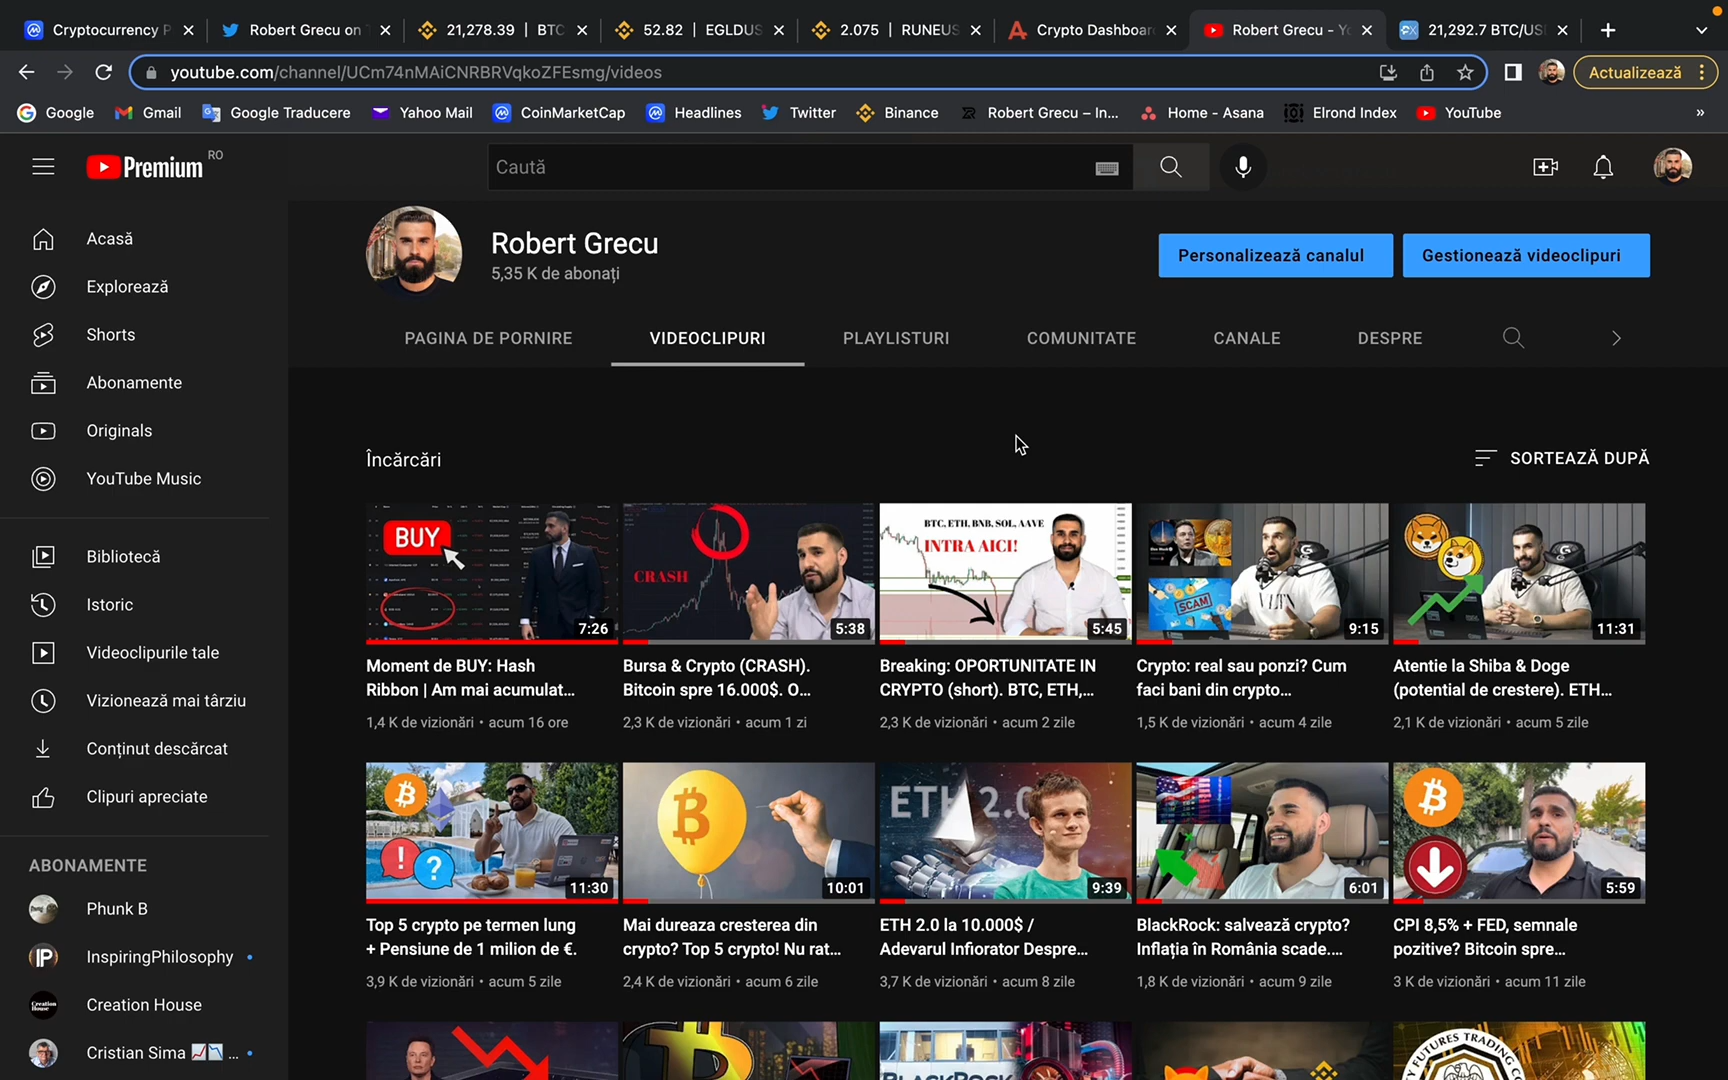 Cryptocurrency P
Robert Grecu on T
21,278.39 | BTC
52.82 | EGLDUS
2.075 | RUNEUS
Crypto Dashboar
Robert Grecu - Yo
21,292.7 BTC/US
youtube.com/channel/UCm74nMAiCNRBRVqkoZFEsmg/videos
Actualizează
Google
Gmail
Google Traducere
Yahoo Mail
CoinMarketCap
Headlines
Twitter
Binance
Robert Grecu – In...
Home - Asana
Elrond Index
YouTube
»
Premium RO
Caută
Acasă
Explorează
Shorts
Abonamente
Originals
YouTube Music
Bibliotecă
Istoric
Videoclipurile tale
Vizionează mai târziu
Conținut descărcat
Clipuri apreciate
ABONAMENTE
Phunk B
InspiringPhilosophy
Creation House
Cristian Sima 📈📉 ...
Robert Grecu
5,35 K de abonați
Personalizează canalul
Gestionează videoclipuri
PAGINA DE PORNIRE
VIDEOCLIPURI
PLAYLISTURI
COMUNITATE
CANALE
DESPRE
Încărcări
SORTEAZĂ DUPĂ
BUY
7:26
Moment de BUY: Hash
Ribbon | Am mai acumulat...
1,4 K de vizionări • acum 16 ore
CRASH
5:38
Bursa & Crypto (CRASH).
Bitcoin spre 16.000$. O...
2,3 K de vizionări • acum 1 zi
BTC, ETH, BNB, SOL, AAVE
INTRA AICI!
5:45
Breaking: OPORTUNITATE IN
CRYPTO (short). BTC, ETH,...
2,3 K de vizionări • acum 2 zile
SCAM
9:15
Crypto: real sau ponzi? Cum
faci bani din crypto...
1,5 K de vizionări • acum 4 zile
11:31
Atentie la Shiba & Doge
(potential de crestere). ETH...
2,1 K de vizionări • acum 5 zile
11:30
Top 5 crypto pe termen lung
+ Pensiune de 1 milion de €.
3,9 K de vizionări • acum 5 zile
10:01
Mai dureaza cresterea din
crypto? Top 5 crypto! Nu rat...
2,4 K de vizionări • acum 6 zile
ETH 2.0
9:39
ETH 2.0 la 10.000$ /
Adevarul Infiorator Despre...
3,7 K de vizionări • acum 8 zile
6:01
BlackRock: salvează crypto?
Inflația în România scade....
1,8 K de vizionări • acum 9 zile
5:59
CPI 8,5% + FED, semnale
pozitive? Bitcoin spre...
3 K de vizionări • acum 11 zile
BLACKROCK
FUTURES TRADING CO